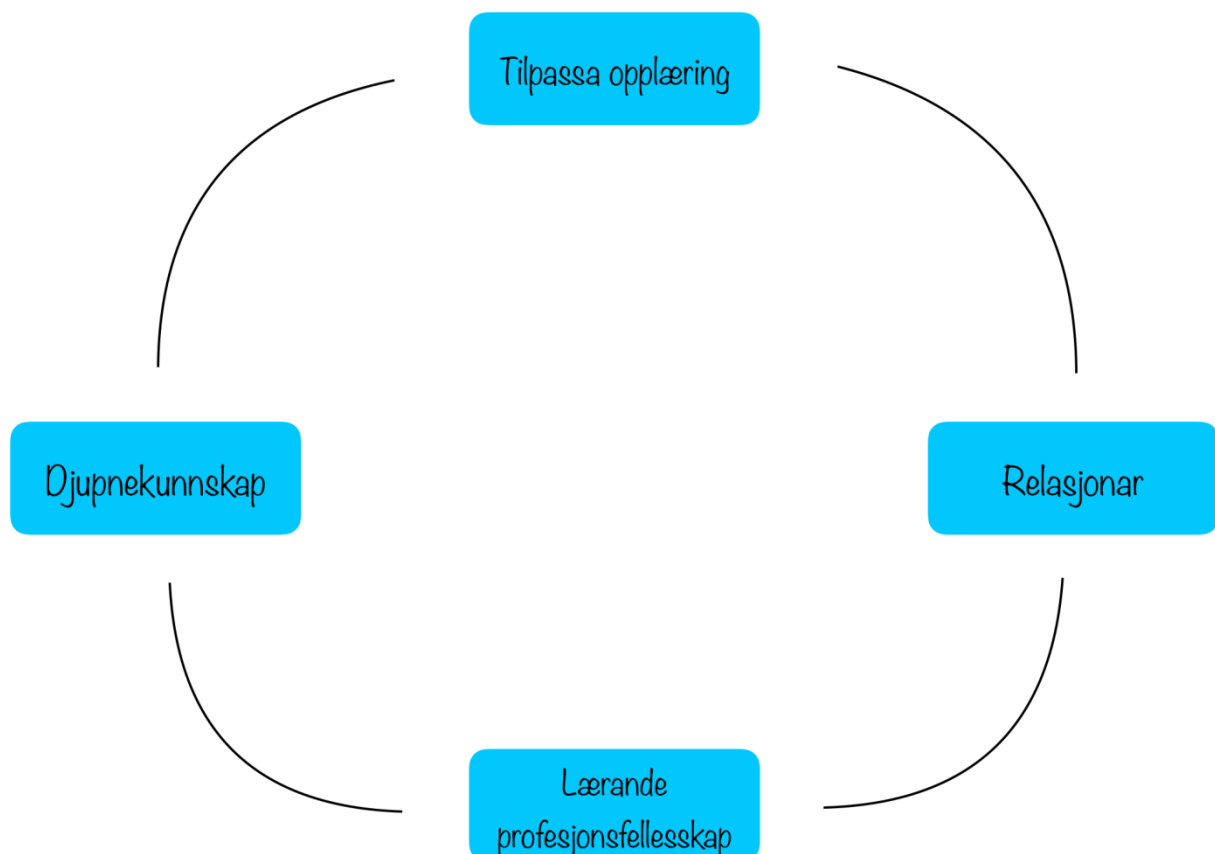 Tilpassa opplæring
Djupnekunnskap
Relasjonar
Lærande
profesjonsfellesskap